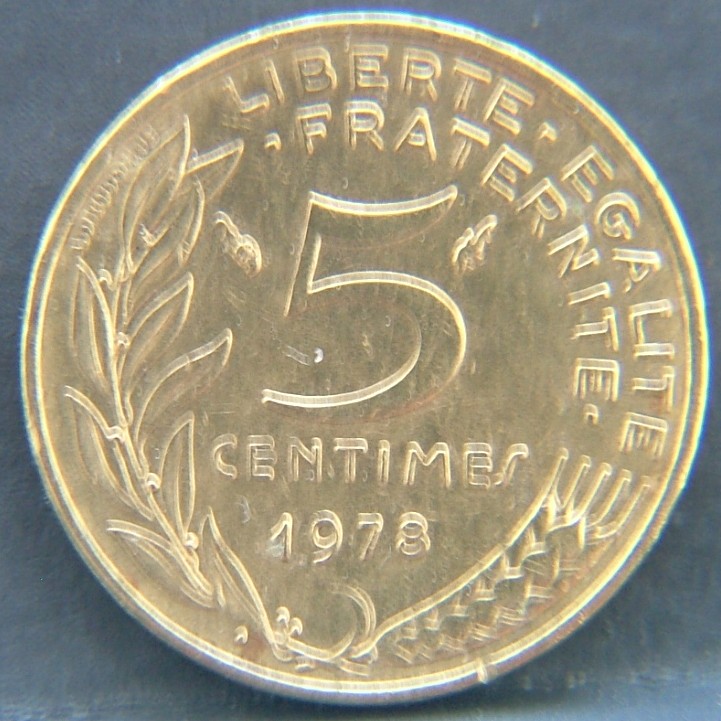 LIBERTE · EGALITE
· FRATERNITE ·
5
CENTIMES
1978